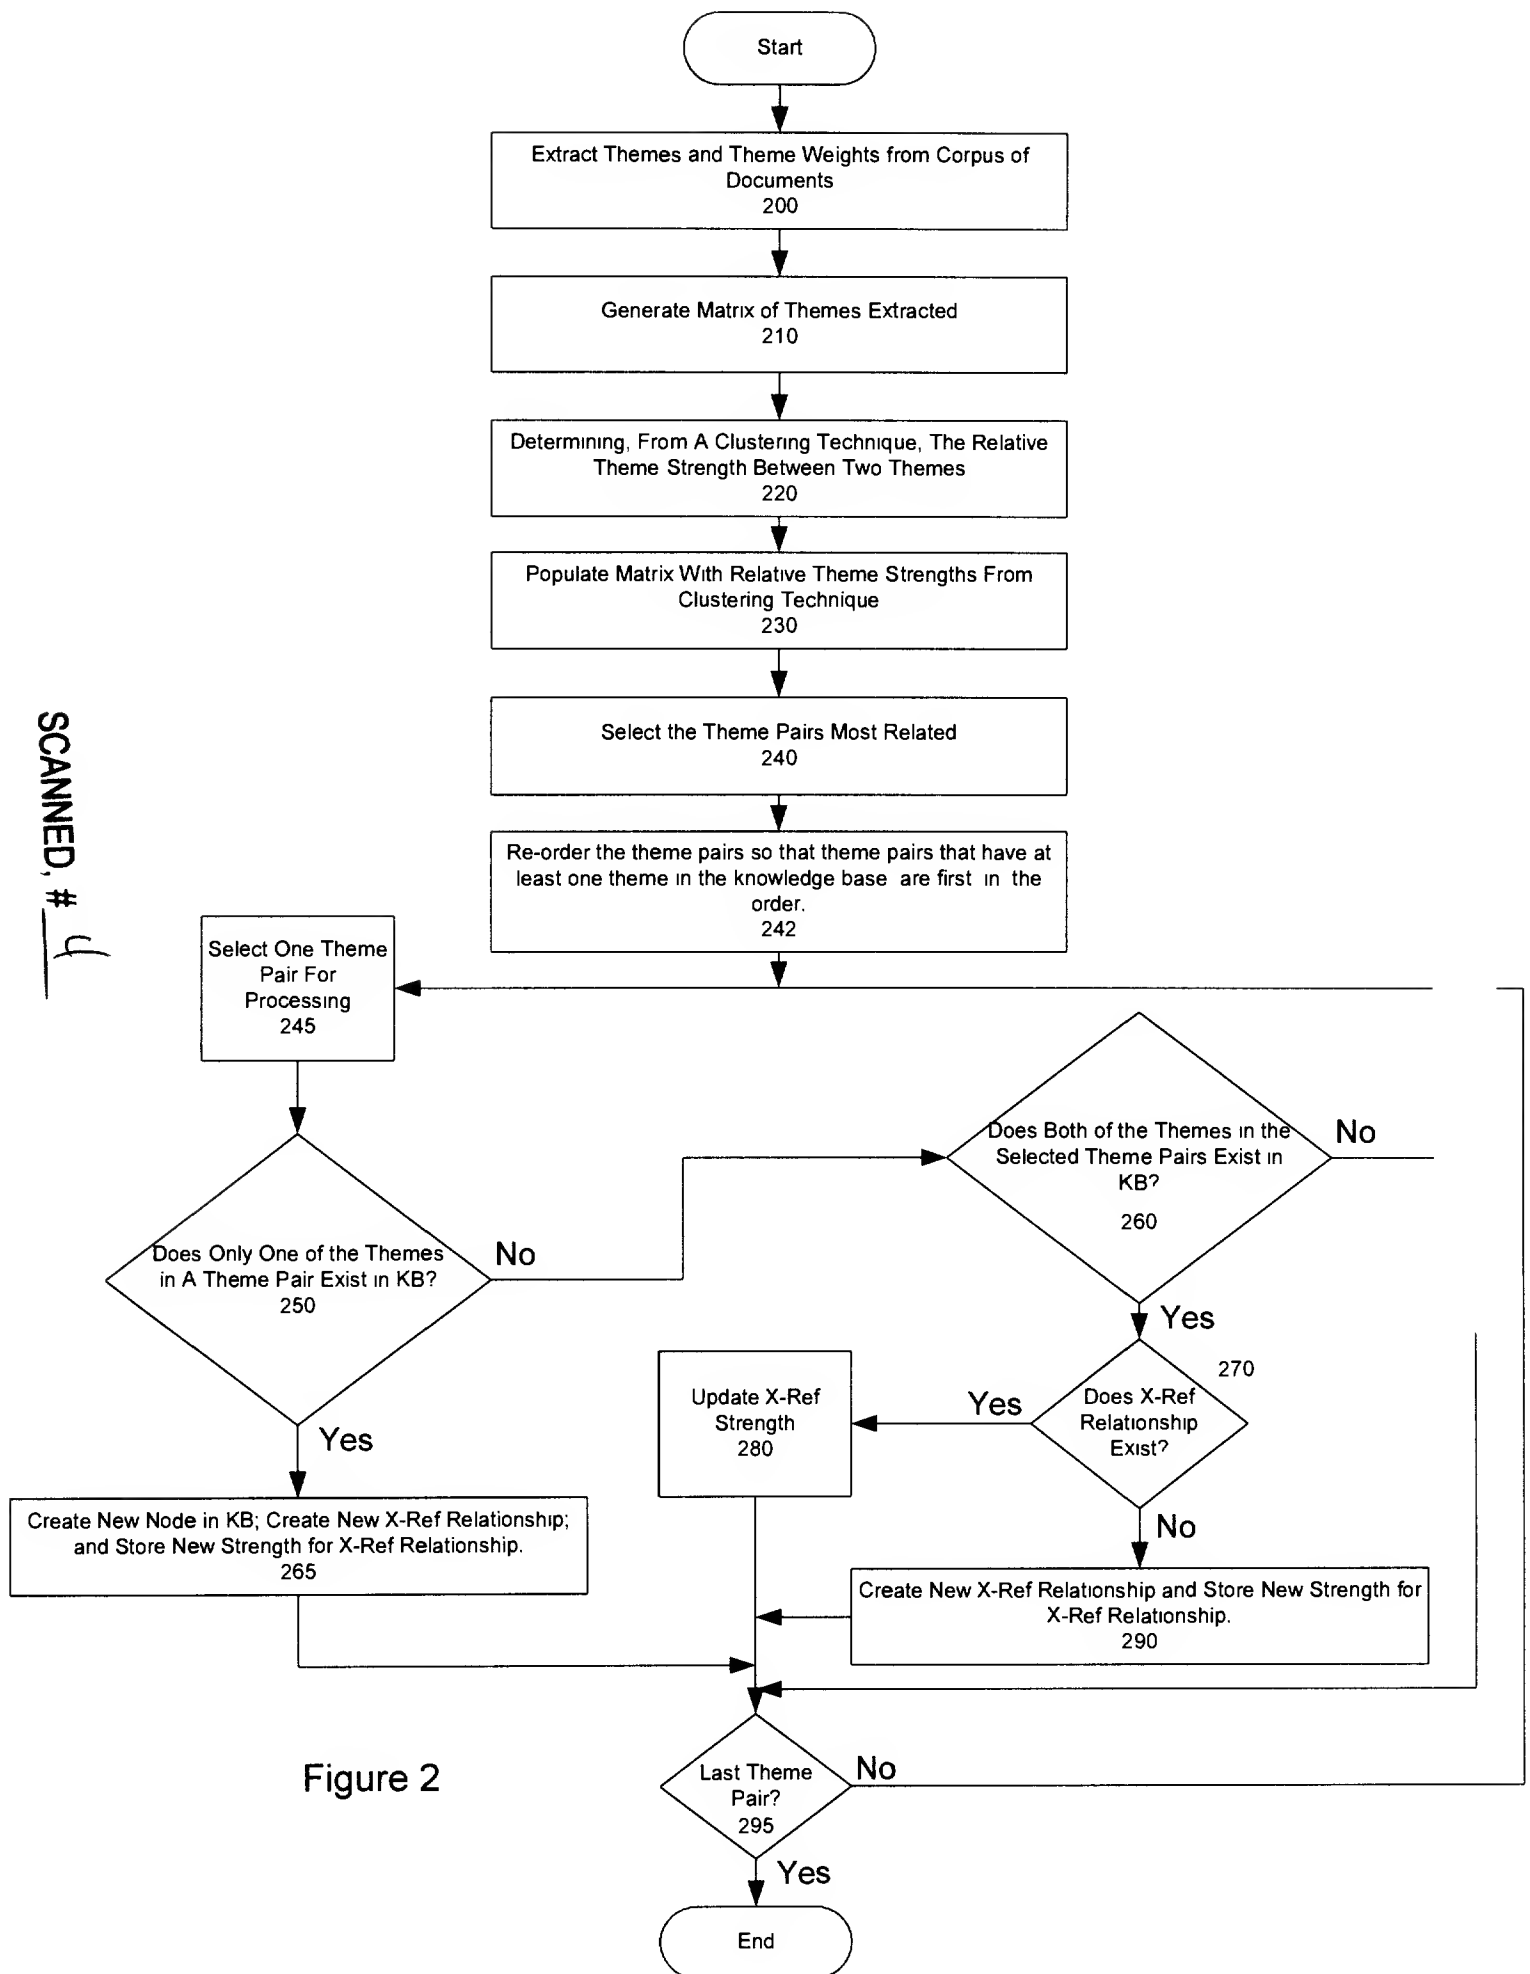 Start
Extract Themes and Theme Weights from Corpus of
Documents
200
Generate Matrix of Themes Extracted
210
Determining, From A Clustering Technique, The Relative
Theme Strength Between Two Themes
220
Populate Matrix With Relative Theme Strengths From
Clustering Technique
230
Select the Theme Pairs Most Related
240
Re-order the theme pairs so that theme pairs that have at
least one theme in the knowledge base are first in the
order.
242
SCANNED, # 4
Select One Theme
Pair For
Processing
245
Does Only One of the Themes
in A Theme Pair Exist in KB?
250
No
Yes
Does Both of the Themes in the
Selected Theme Pairs Exist in
KB?
260
No
Yes
270
Does X-Ref
Relationship
Exist?
Yes
No
Update X-Ref
Strength
280
Create New Node in KB; Create New X-Ref Relationship;
and Store New Strength for X-Ref Relationship.
265
Create New X-Ref Relationship and Store New Strength for
X-Ref Relationship.
290
Last Theme
Pair?
295
No
Yes
End
Figure 2